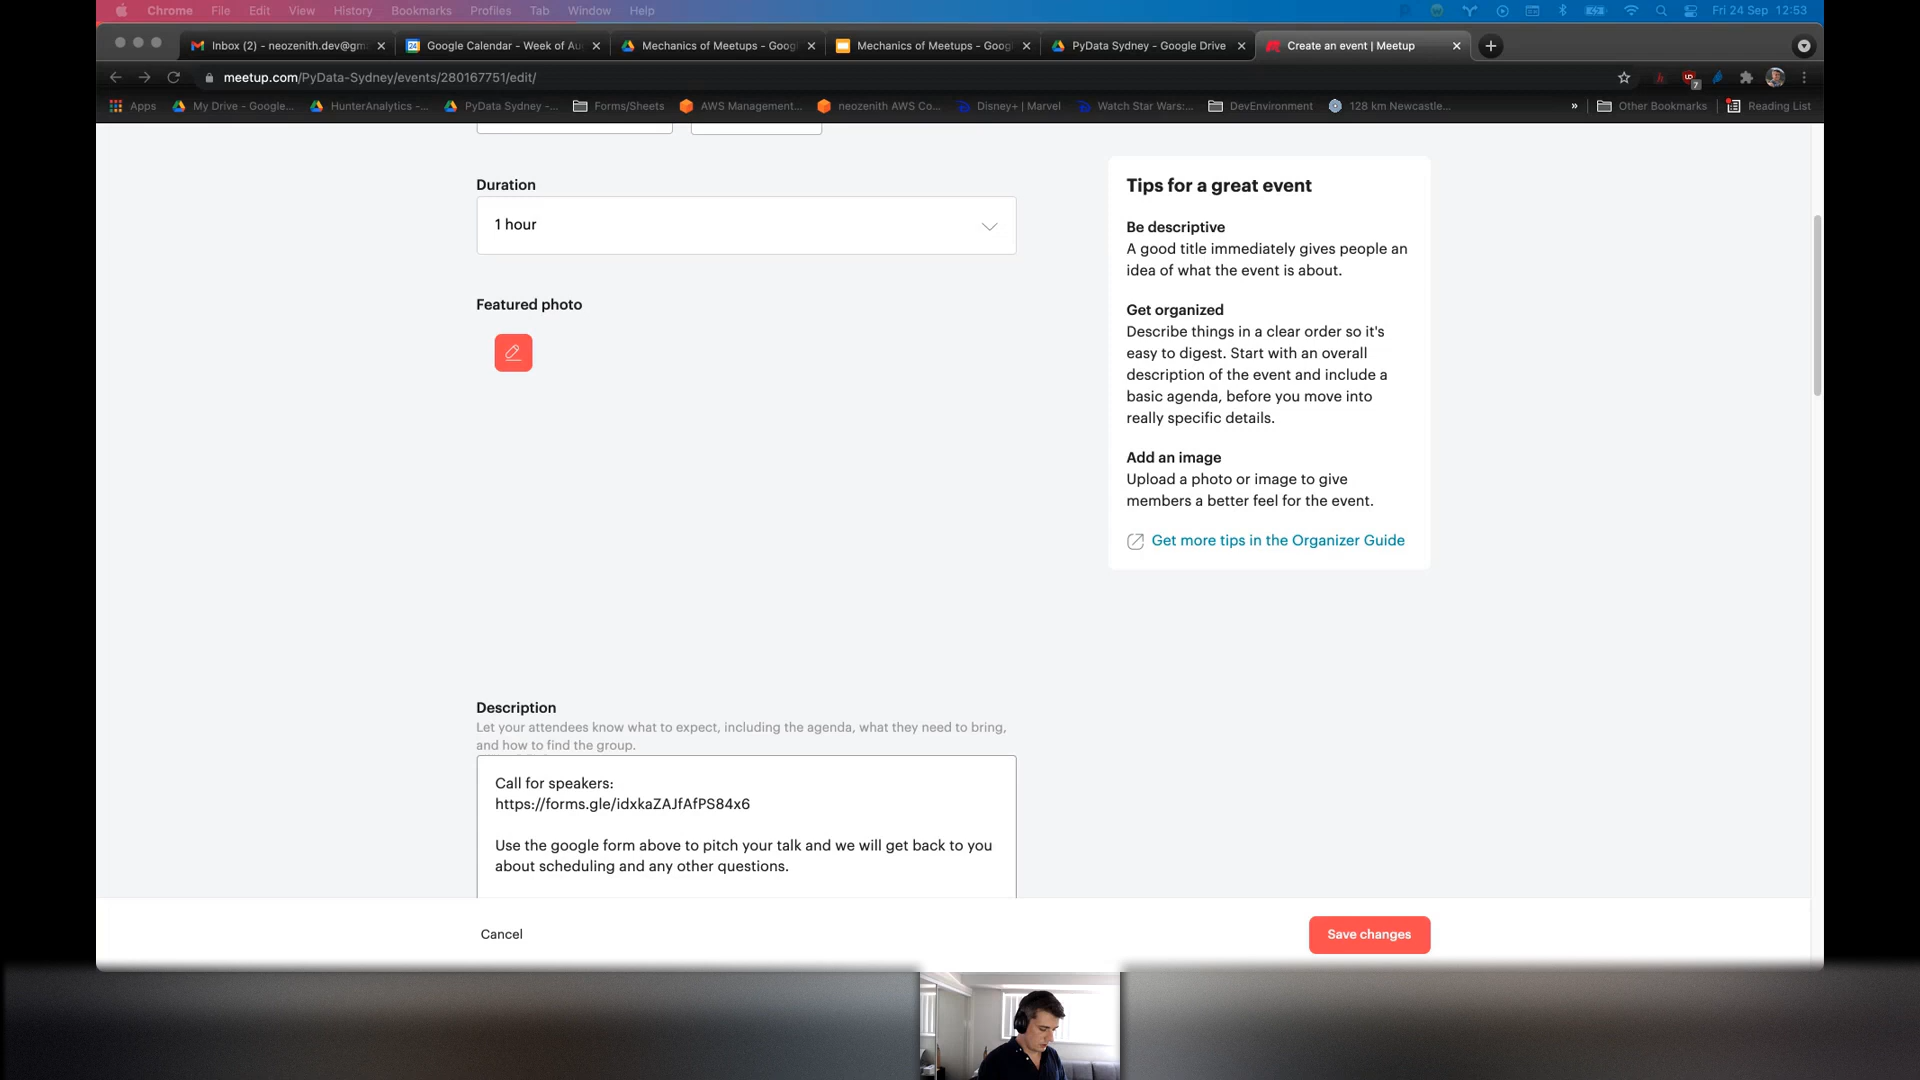 Chrome File Edit View History Bookmarks Profiles Tab Window Help Fri 24 Sep 12:53
Inbox (2) - neozenith.dev@gm
Google Calendar - Week of Au
Mechanics of Meetups - Goog
Mechanics of Meetups - Googl
PyData Sydney - Google Drive
Create an event | Meetup
meetup.com/PyData-Sydney/events/280167751/edit/
7
Apps My Drive - Google... HunterAnalytics -... PyData Sydney -... Forms/Sheets AWS Management... neozenith AWS Co... Disney+ | Marvel Watch Star Wars:... DevEnvironment 128 km Newcastle... » Other Bookmarks Reading List
Duration
1 hour
Featured photo
Tips for a great event
Be descriptive
A good title immediately gives people an
idea of what the event is about.
Get organized
Describe things in a clear order so it's
easy to digest. Start with an overall
description of the event and include a
basic agenda, before you move into
really specific details.
Add an image
Upload a photo or image to give
members a better feel for the event.
Get more tips in the Organizer Guide
Description
Let your attendees know what to expect, including the agenda, what they need to bring,
and how to find the group.
Call for speakers:
https://forms.gle/idxkaZAJfAfPS84x6
Use the google form above to pitch your talk and we will get back to you
about scheduling and any other questions.
Cancel
Save changes